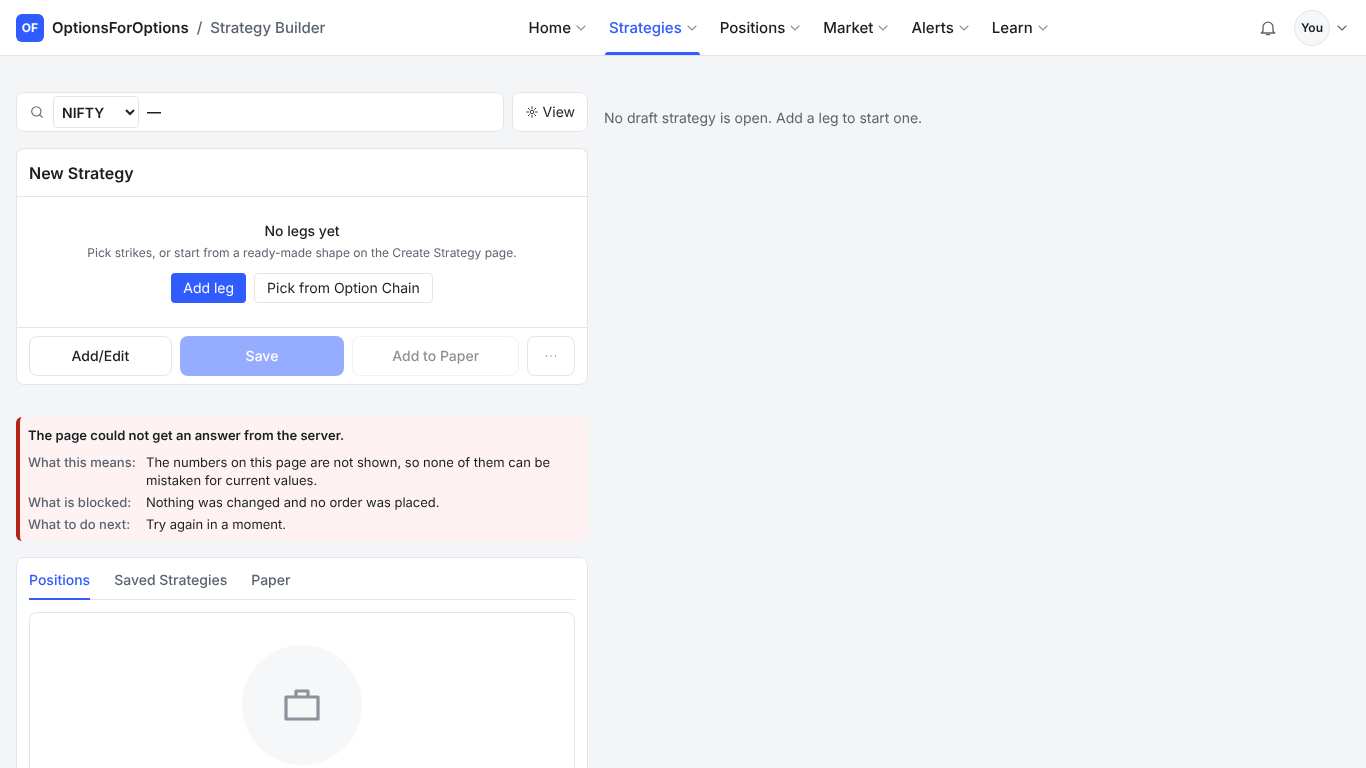 OF OptionsForOptions / Strategy Builder Home Strategies Positions Market Alerts Learn You
NIFTY — View
No draft strategy is open. Add a leg to start one.
New Strategy
No legs yet
Pick strikes, or start from a ready-made shape on the Create Strategy page.
Add leg Pick from Option Chain
Add/Edit Save Add to Paper ···
The page could not get an answer from the server.
What this means: The numbers on this page are not shown, so none of them can be
mistaken for current values.
What is blocked: Nothing was changed and no order was placed.
What to do next: Try again in a moment.
Positions Saved Strategies Paper